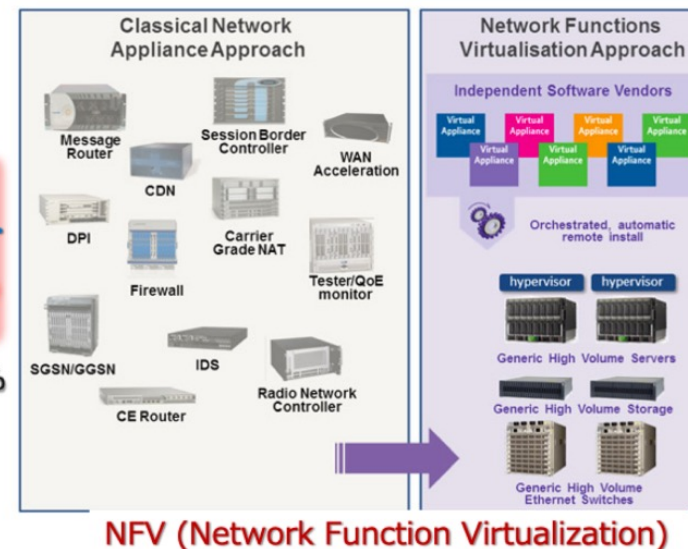 Classical Network
Appliance Approach
Message
Router
Session Border
Controller
WAN
Acceleration
CDN
DPI
Firewall
Carrier
Grade NAT
Tester/QoE
monitor
SGSN/GGSN
IDS
Radio Network
Controller
CE Router
Network Functions
Virtualisation Approach
Independent Software Vendors
Virtual
Appliance
Virtual
Appliance
Virtual
Appliance
Virtual
Appliance
Virtual
Appliance
Virtual
Appliance
Virtual
Appliance
Orchestrated, automatic
remote install
hypervisor
hypervisor
Generic High Volume Servers
Generic High Volume Storage
Generic High Volume
Ethernet Switches
NFV (Network Function Virtualization)